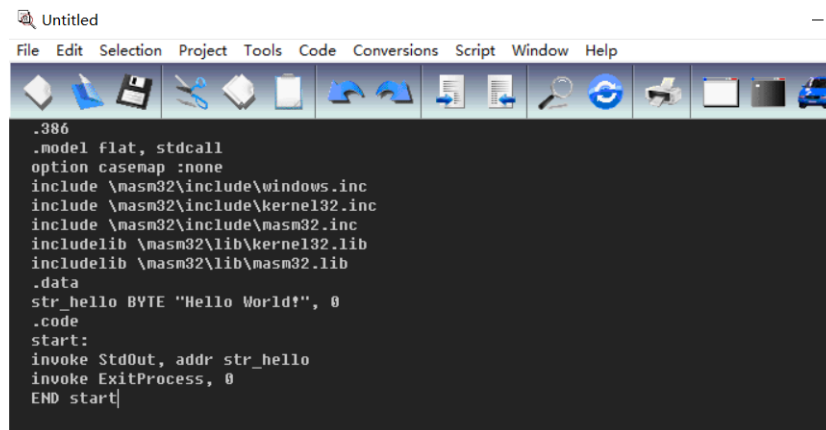 Untitled
File Edit Selection Project Tools Code Conversions Script Window Help
.386
.model flat, stdcall
option casemap :none
include \masm32\include\windows.inc
include \masm32\include\kernel32.inc
include \masm32\include\masm32.inc
includelib \masm32\lib\kernel32.lib
includelib \masm32\lib\masm32.lib
.data
str_hello BYTE "Hello World!", 0
.code
start:
invoke StdOut, addr str_hello
invoke ExitProcess, 0
END start